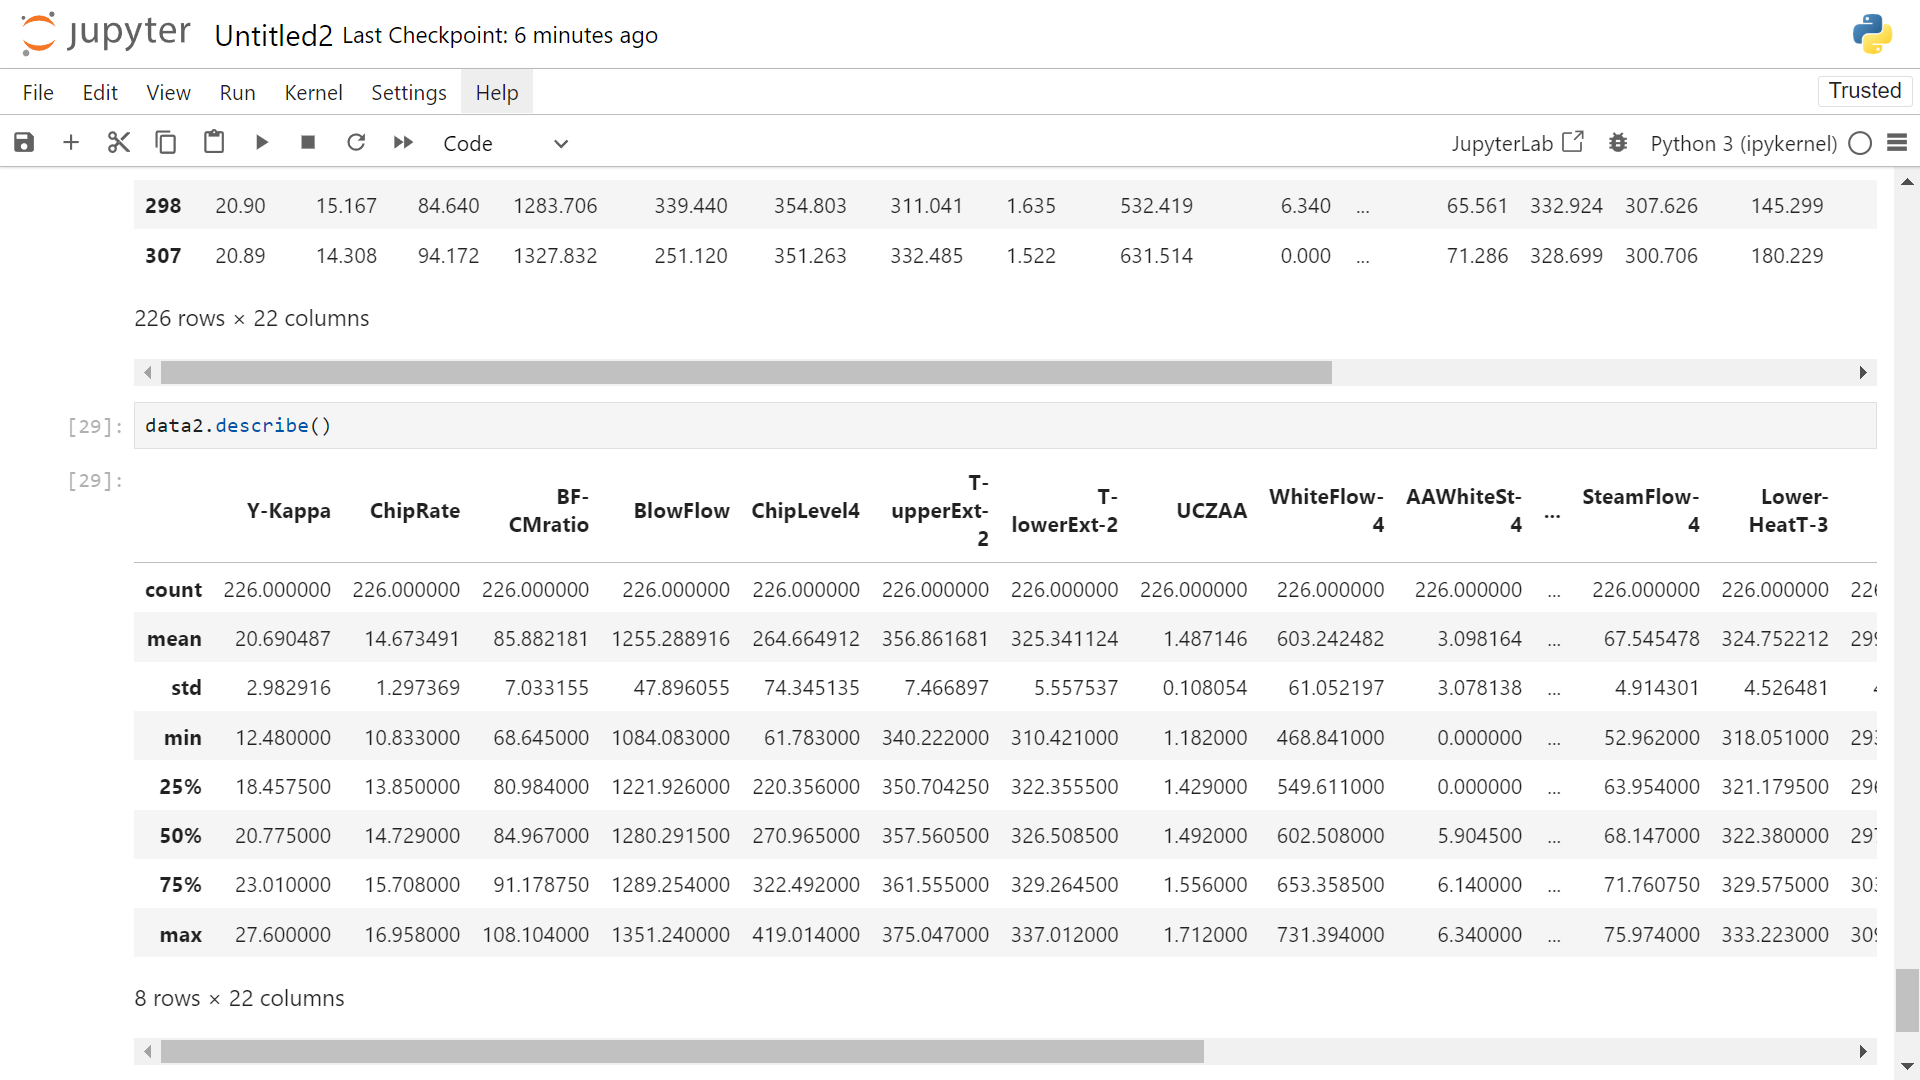 jupyter Untitled2 Last Checkpoint: 6 minutes ago
File Edit View Run Kernel Settings Help Trusted
Code JupyterLab Python 3 (ipykernel)
298 20.90 15.167 84.640 1283.706 339.440 354.803 311.041 1.635 532.419 6.340 ... 65.561 332.924 307.626 145.299
307 20.89 14.308 94.172 1327.832 251.120 351.263 332.485 1.522 631.514 0.000 ... 71.286 328.699 300.706 180.229
226 rows × 22 columns
[29]: data2.describe()
[29]:
Y-Kappa ChipRate BF-CMratio BlowFlow ChipLevel4 T-upperExt-2 T-lowerExt-2 UCZAA WhiteFlow-4 AAWhiteSt-4 ... SteamFlow-4 Lower-HeatT-3
count 226.000000 226.000000 226.000000 226.000000 226.000000 226.000000 226.000000 226.000000 226.000000 226.000000 ... 226.000000 226.000000
mean 20.690487 14.673491 85.882181 1255.288916 264.664912 356.861681 325.341124 1.487146 603.242482 3.098164 ... 67.545478 324.752212
std 2.982916 1.297369 7.033155 47.896055 74.345135 7.466897 5.557537 0.108054 61.052197 3.078138 ... 4.914301 4.526481
min 12.480000 10.833000 68.645000 1084.083000 61.783000 340.222000 310.421000 1.182000 468.841000 0.000000 ... 52.962000 318.051000
25% 18.457500 13.850000 80.984000 1221.926000 220.356000 350.704250 322.355500 1.429000 549.611000 0.000000 ... 63.954000 321.179500
50% 20.775000 14.729000 84.967000 1280.291500 270.965000 357.560500 326.508500 1.492000 602.508000 5.904500 ... 68.147000 322.380000
75% 23.010000 15.708000 91.178750 1289.254000 322.492000 361.555000 329.264500 1.556000 653.358500 6.140000 ... 71.760750 329.575000
max 27.600000 16.958000 108.104000 1351.240000 419.014000 375.047000 337.012000 1.712000 731.394000 6.340000 ... 75.974000 333.223000
8 rows × 22 columns